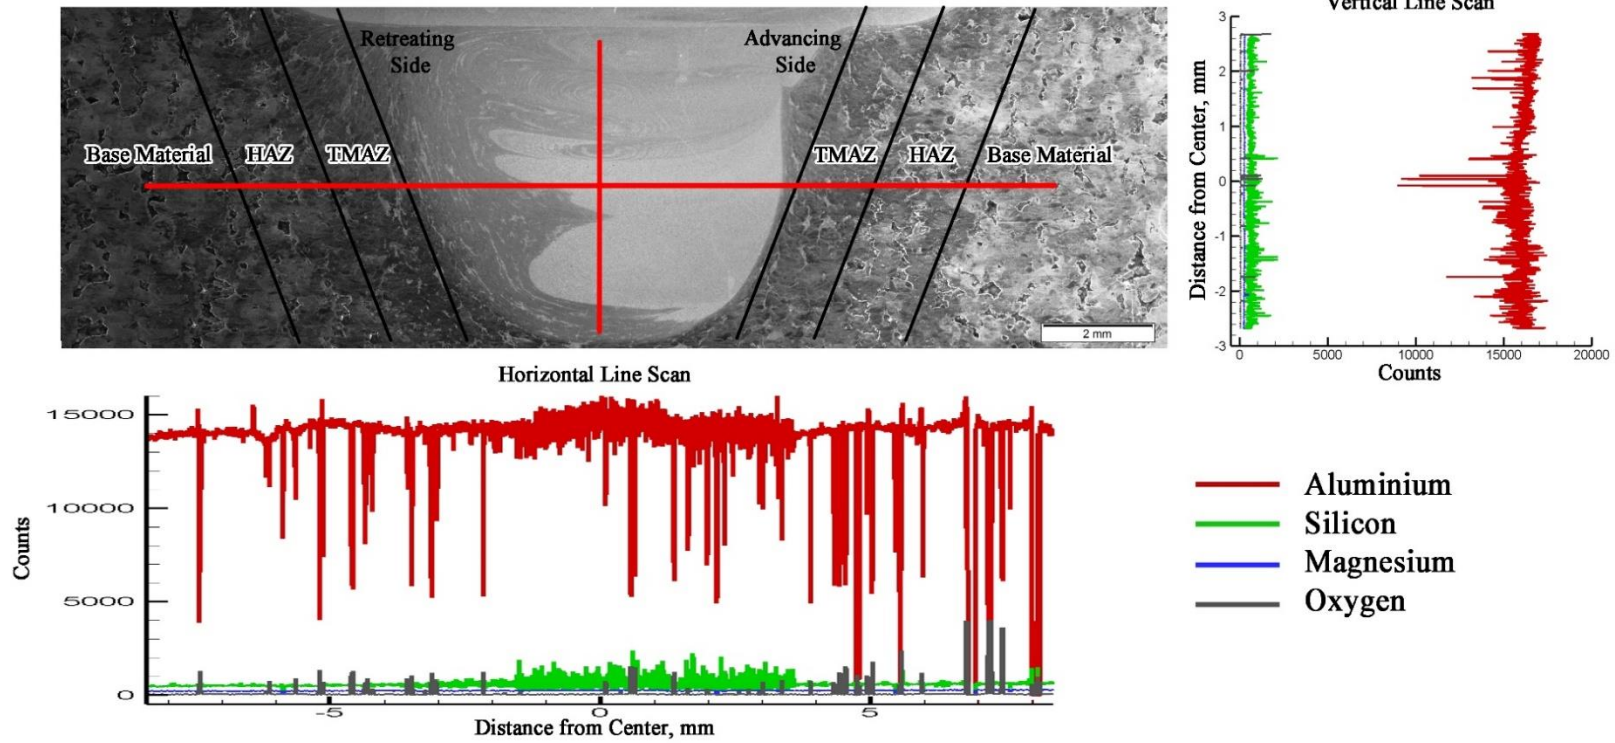 Retreating
Side
Advancing
Side
Base Material
HAZ
TMAZ
TMAZ
HAZ
Base Material
2 mm
Vertical Line Scan
Distance from Center, mm
3
2
1
0
-1
-2
-3
0
5000
10000
15000
20000
Counts
Horizontal Line Scan
Counts
15000
10000
5000
0
-5
0
5
Distance from Center, mm
Aluminium
Silicon
Magnesium
Oxygen